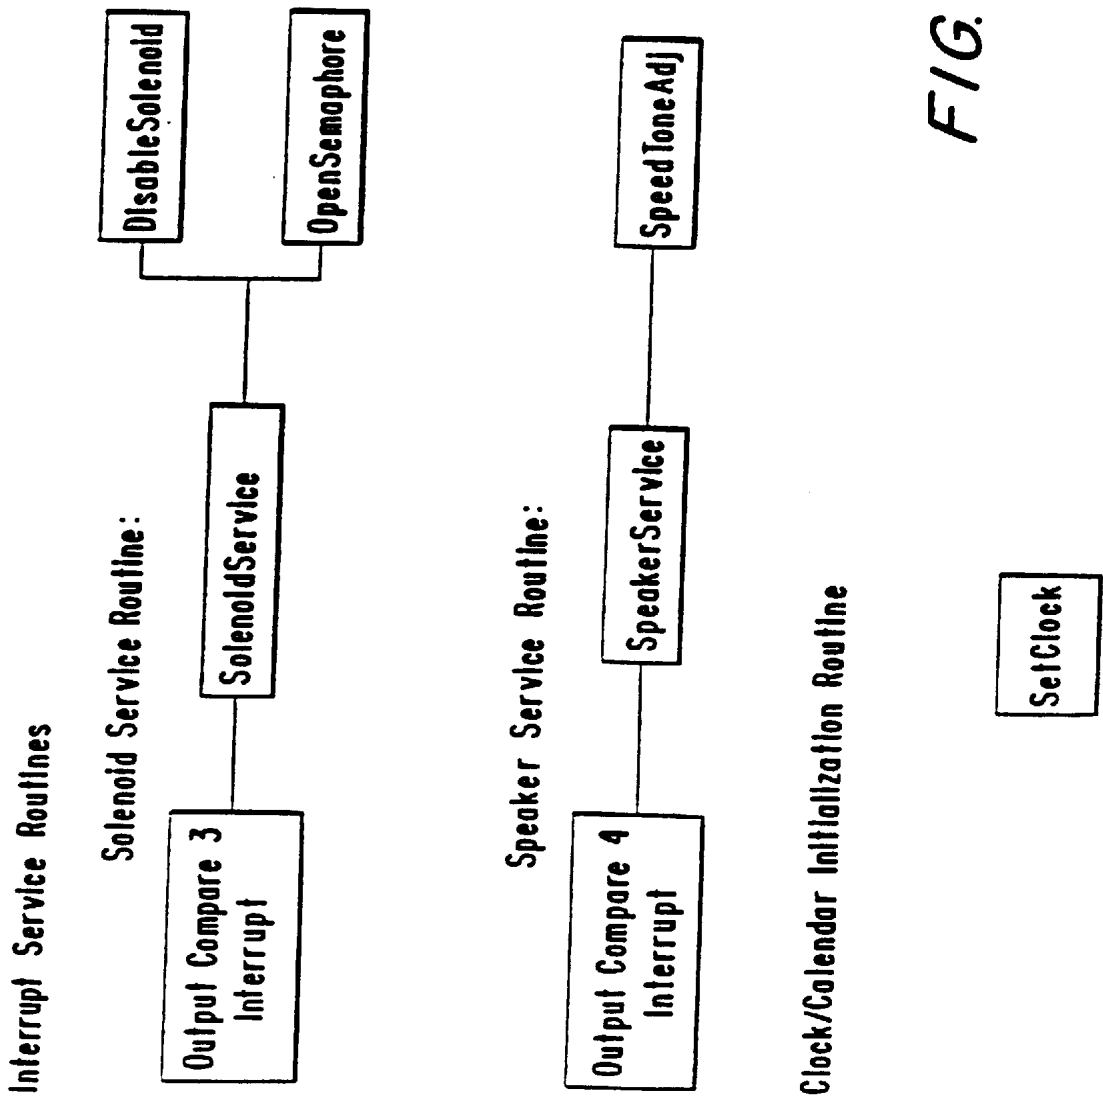 Interrupt Service Routines
Solenoid Service Routine:
Output Compare 3
Interrupt
SolenoidService
DisableSolenoid
OpenSemaphore
Speaker Service Routine:
Output Compare 4
Interrupt
SpeakerService
SpeedToneAdj
Clock/Calendar Initialization Routine
SetClock
FIG.